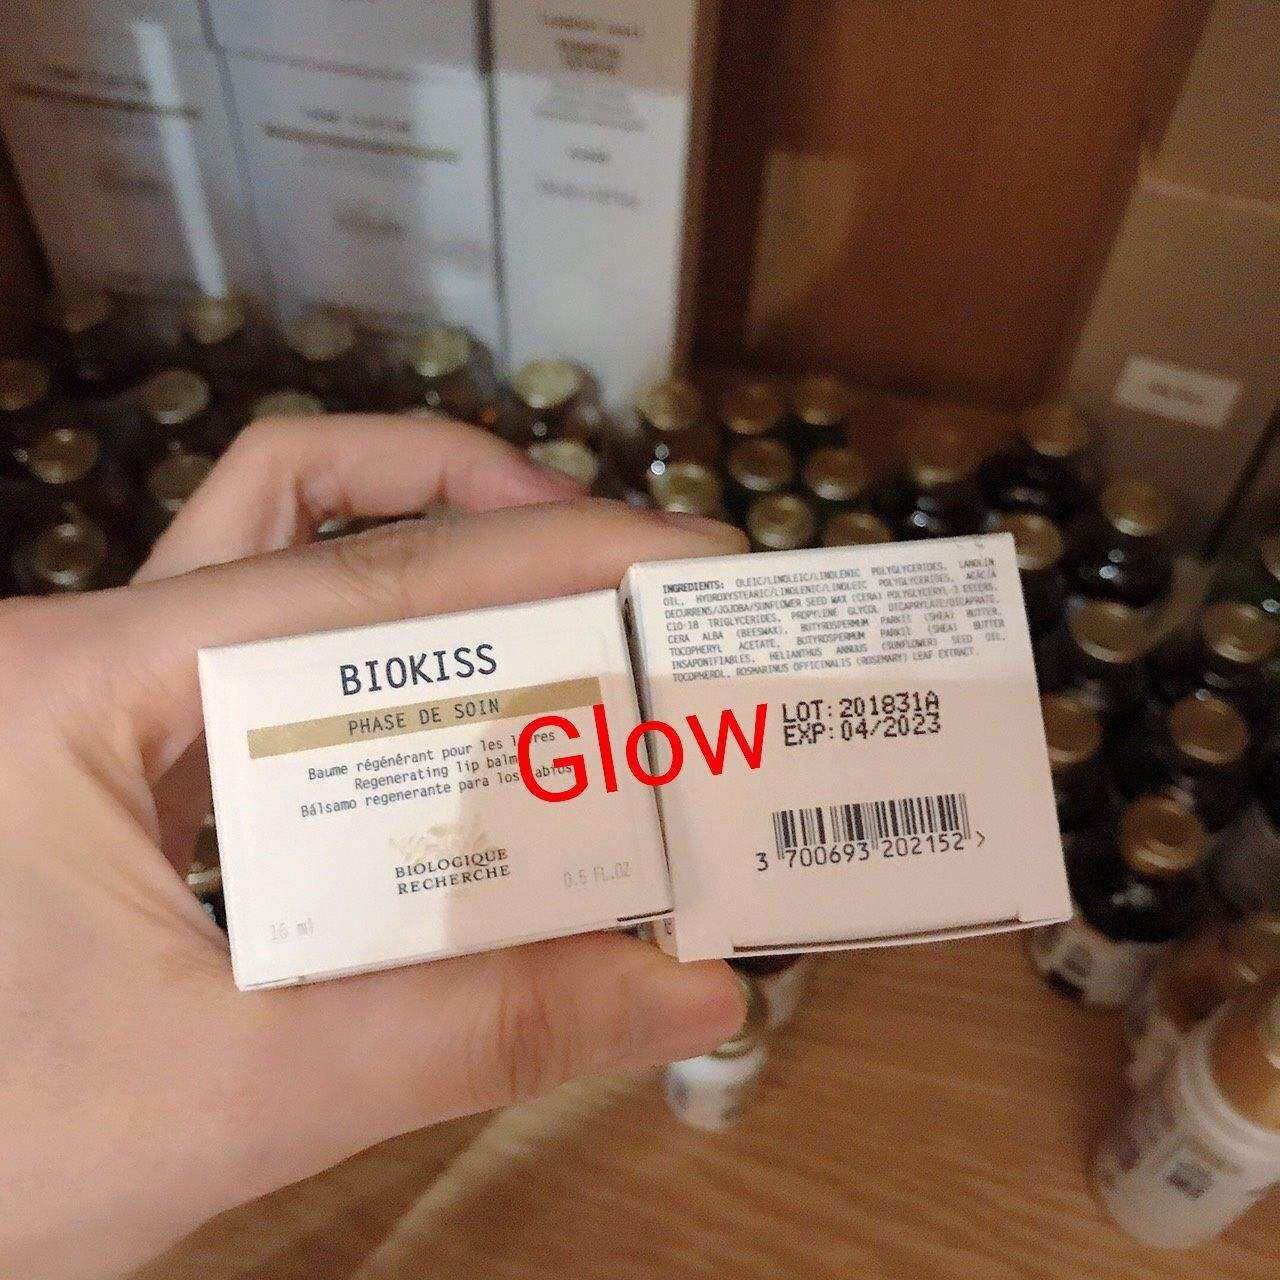 BIOKISS
PHASE DE SOIN
Baume régénérant pour les
Regenerating lip balm
Bálsamo regenerante para los labios
BIOLOGIQUE
RECHERCHE
0.5 FL.OZ
Glow
INGREDIENTS: OLEIC/LINOLEIC/LINOLENIC POLYGLYCERIDES, LANOLIN
OIL, HYDROXYSTEARIC/LINOLENIC/LINOLEIC POLYGLYCERIDES, ACACIA
DECURRENS/JOJOBA/SUNFLOWER SEED WAX (CERA) POLYGLYCERYL-3 ESTERS,
C10-18 TRIGLYCERIDES, PROPYLENE GLYCOL DICAPRYLATE/DICAPRATE,
CERA ALBA (BEESWAX), BUTYROSPERMUM PARKII (SHEA) BUTTER,
TOCOPHERYL ACETATE, BUTYROSPERMUM PARKII (SHEA) BUTTER
INSAPONIFIABLES, HELIANTHUS ANNUUS (SUNFLOWER) SEED OIL,
TOCOPHEROL, ROSMARINUS OFFICINALIS (ROSEMARY) LEAF EXTRACT.
LOT:201831A
EXP:04/2023
3 700693 202152 >